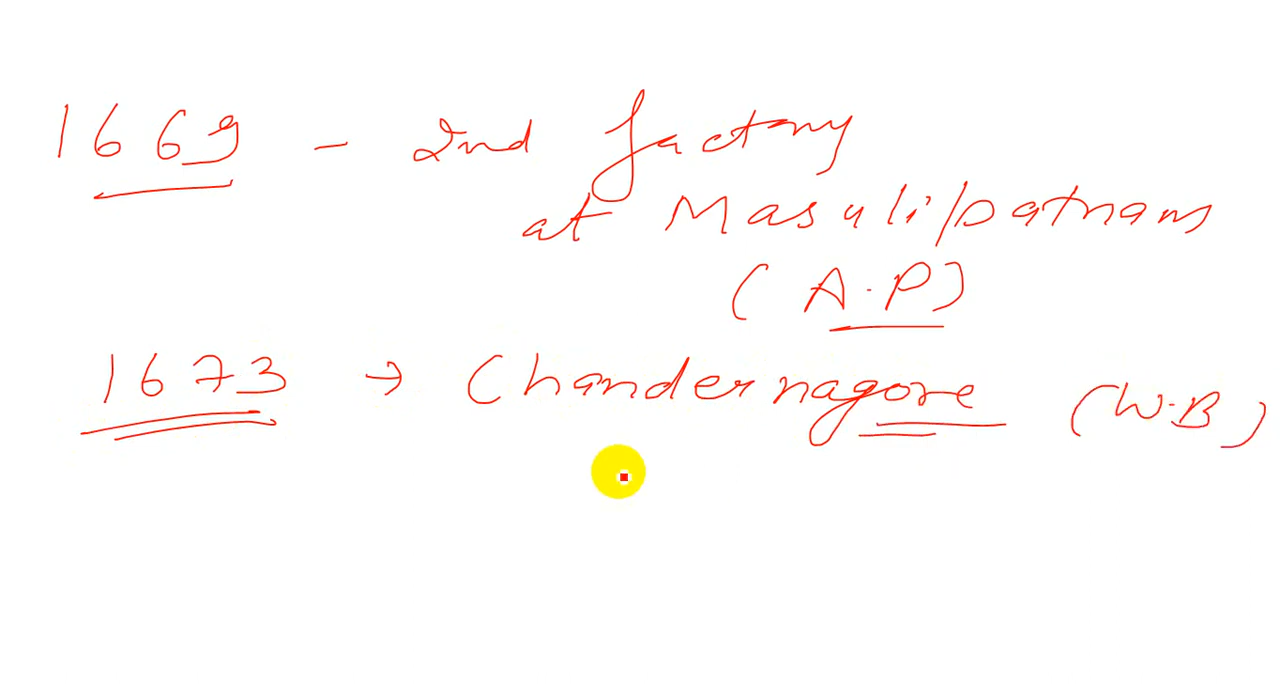 1669 - 2nd factory
at Masulipatnam
(A.P)
1673 → Chandernagore (W.B)